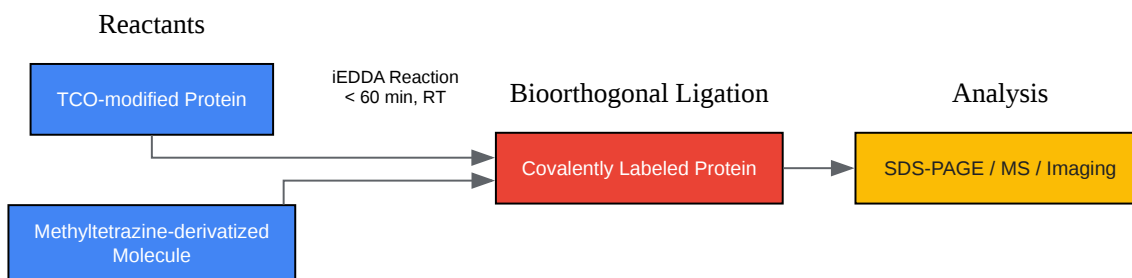 Reactants
TCO-modified Protein
iEDDA Reaction
< 60 min, RT
Bioorthogonal Ligation
Analysis
Covalently Labeled Protein
SDS-PAGE / MS / Imaging
Methyltetrazine-derivatized
Molecule